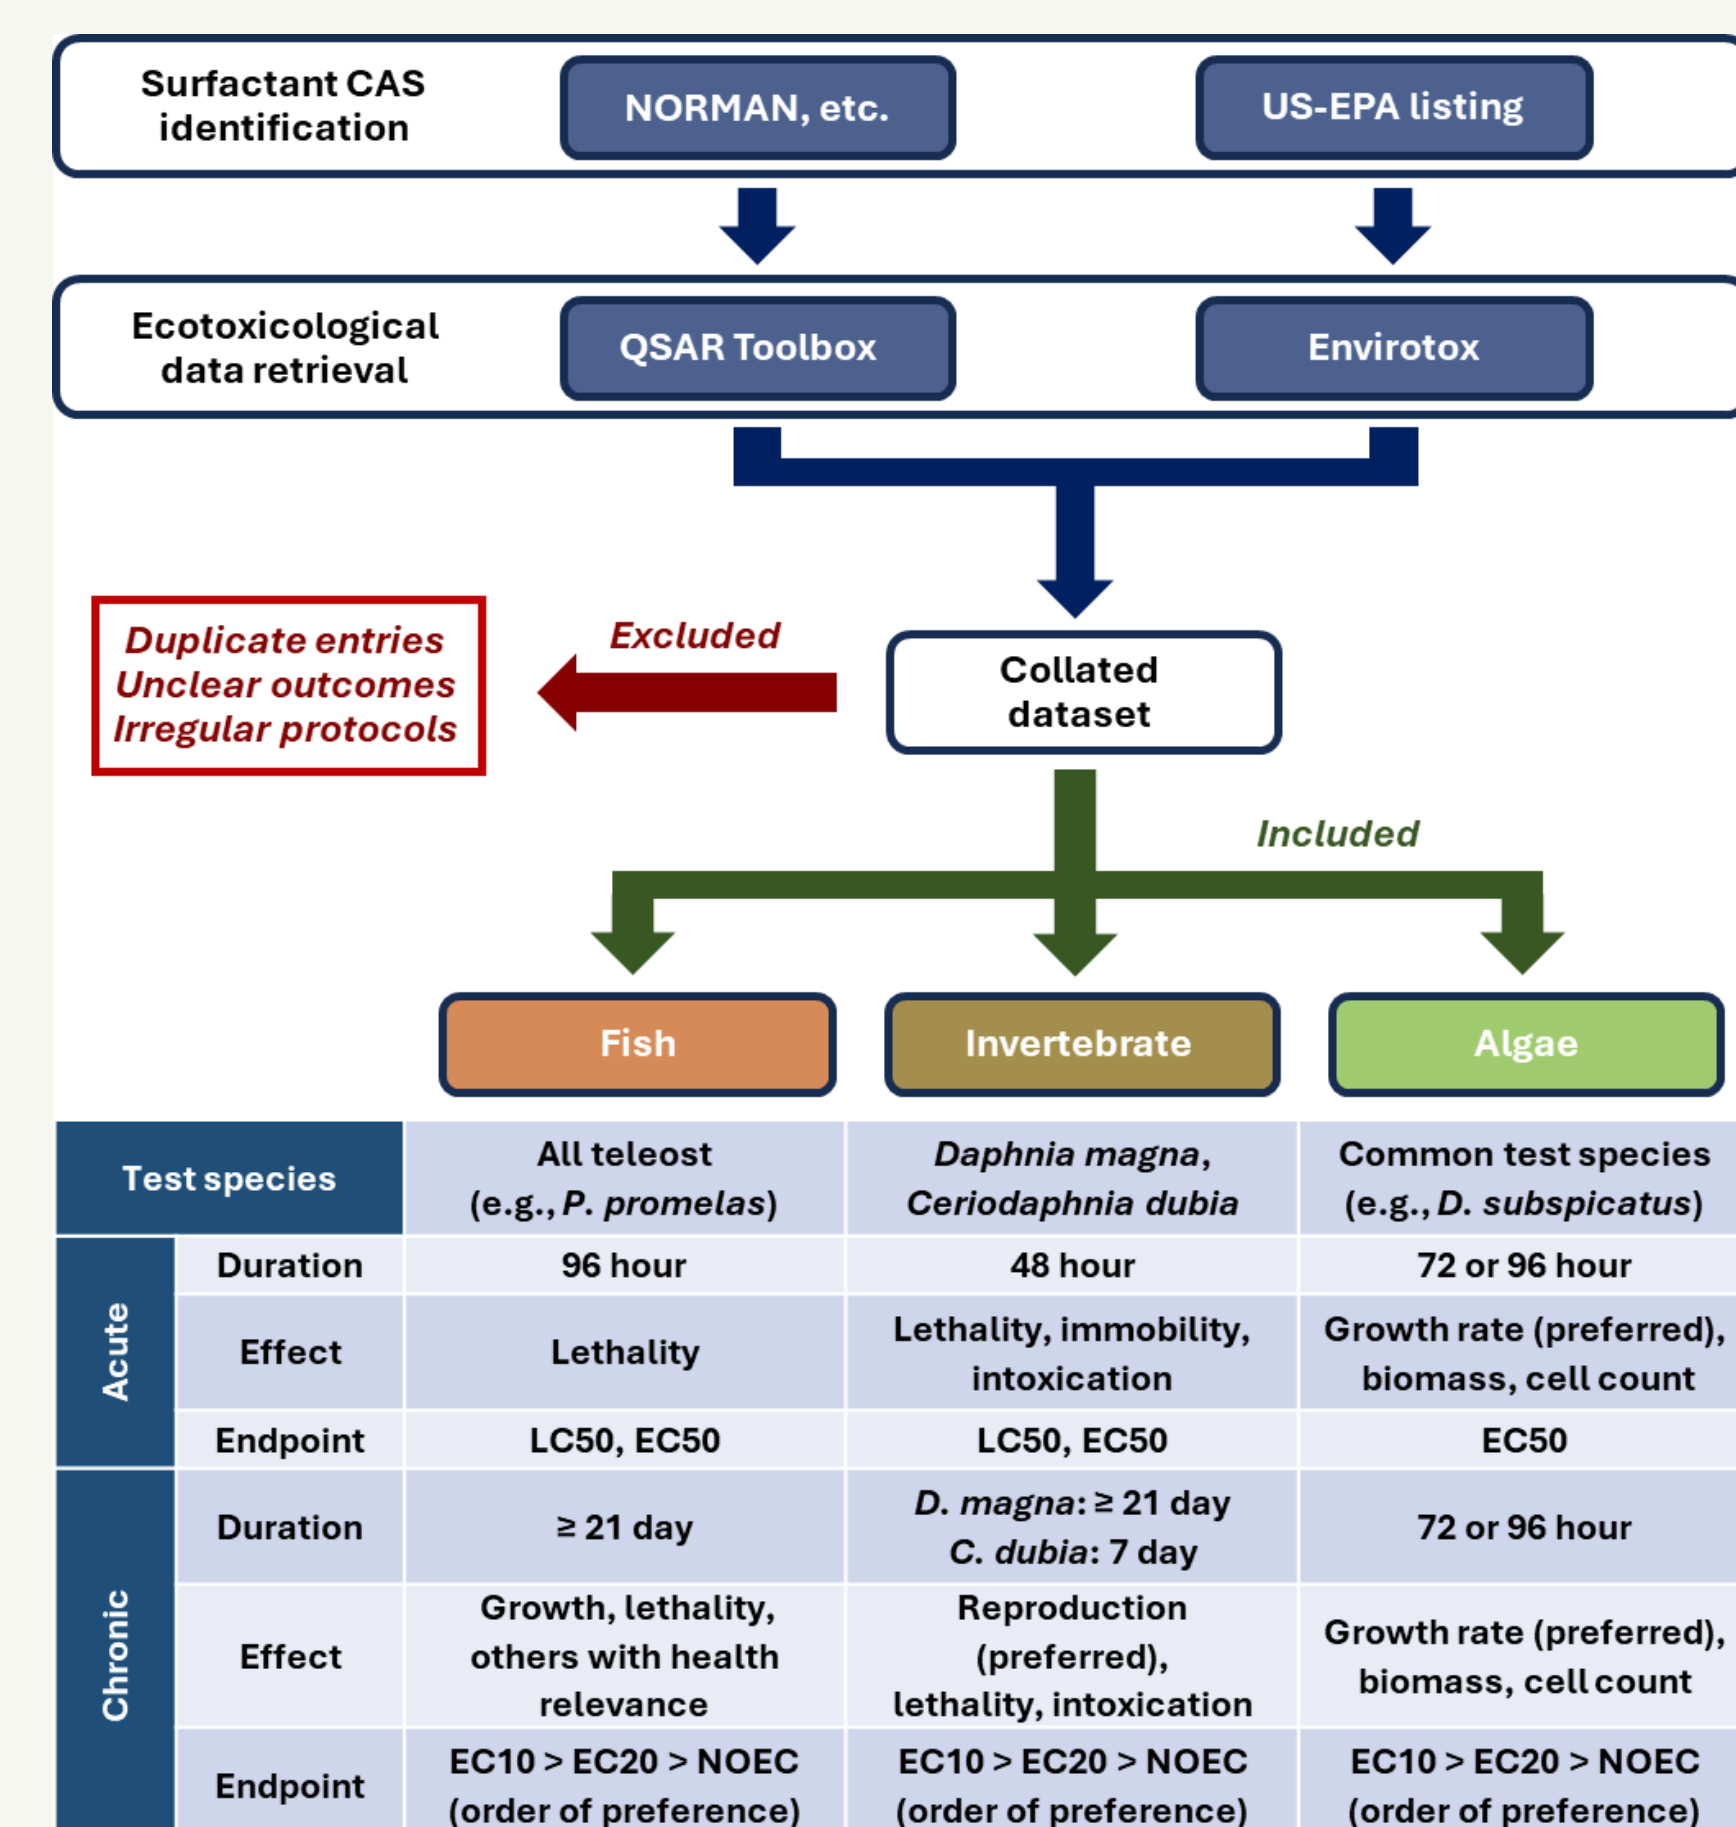 Surfactant CAS
identification
NORMAN, etc.
US-EPA listing
Ecotoxicological
data retrieval
QSAR Toolbox
Envirotox
Duplicate entries
Unclear outcomes
Irregular protocols
Excluded
Collated
dataset
Included
Fish
Invertebrate
Algae
Test species
All teleost
(e.g., P. promelas)
Daphnia magna,
Ceriodaphnia dubia
Common test species
(e.g., D. subspicatus)
Acute
Duration
96 hour
48 hour
72 or 96 hour
Effect
Lethality
Lethality, immobility,
intoxication
Growth rate (preferred),
biomass, cell count
Endpoint
LC50, EC50
LC50, EC50
EC50
Chronic
Duration
≥ 21 day
D. magna: ≥ 21 day
C. dubia: 7 day
72 or 96 hour
Effect
Growth, lethality,
others with health
relevance
Reproduction
(preferred),
lethality, intoxication
Growth rate (preferred),
biomass, cell count
Endpoint
EC10 > EC20 > NOEC
(order of preference)
EC10 > EC20 > NOEC
(order of preference)
EC10 > EC20 > NOEC
(order of preference)